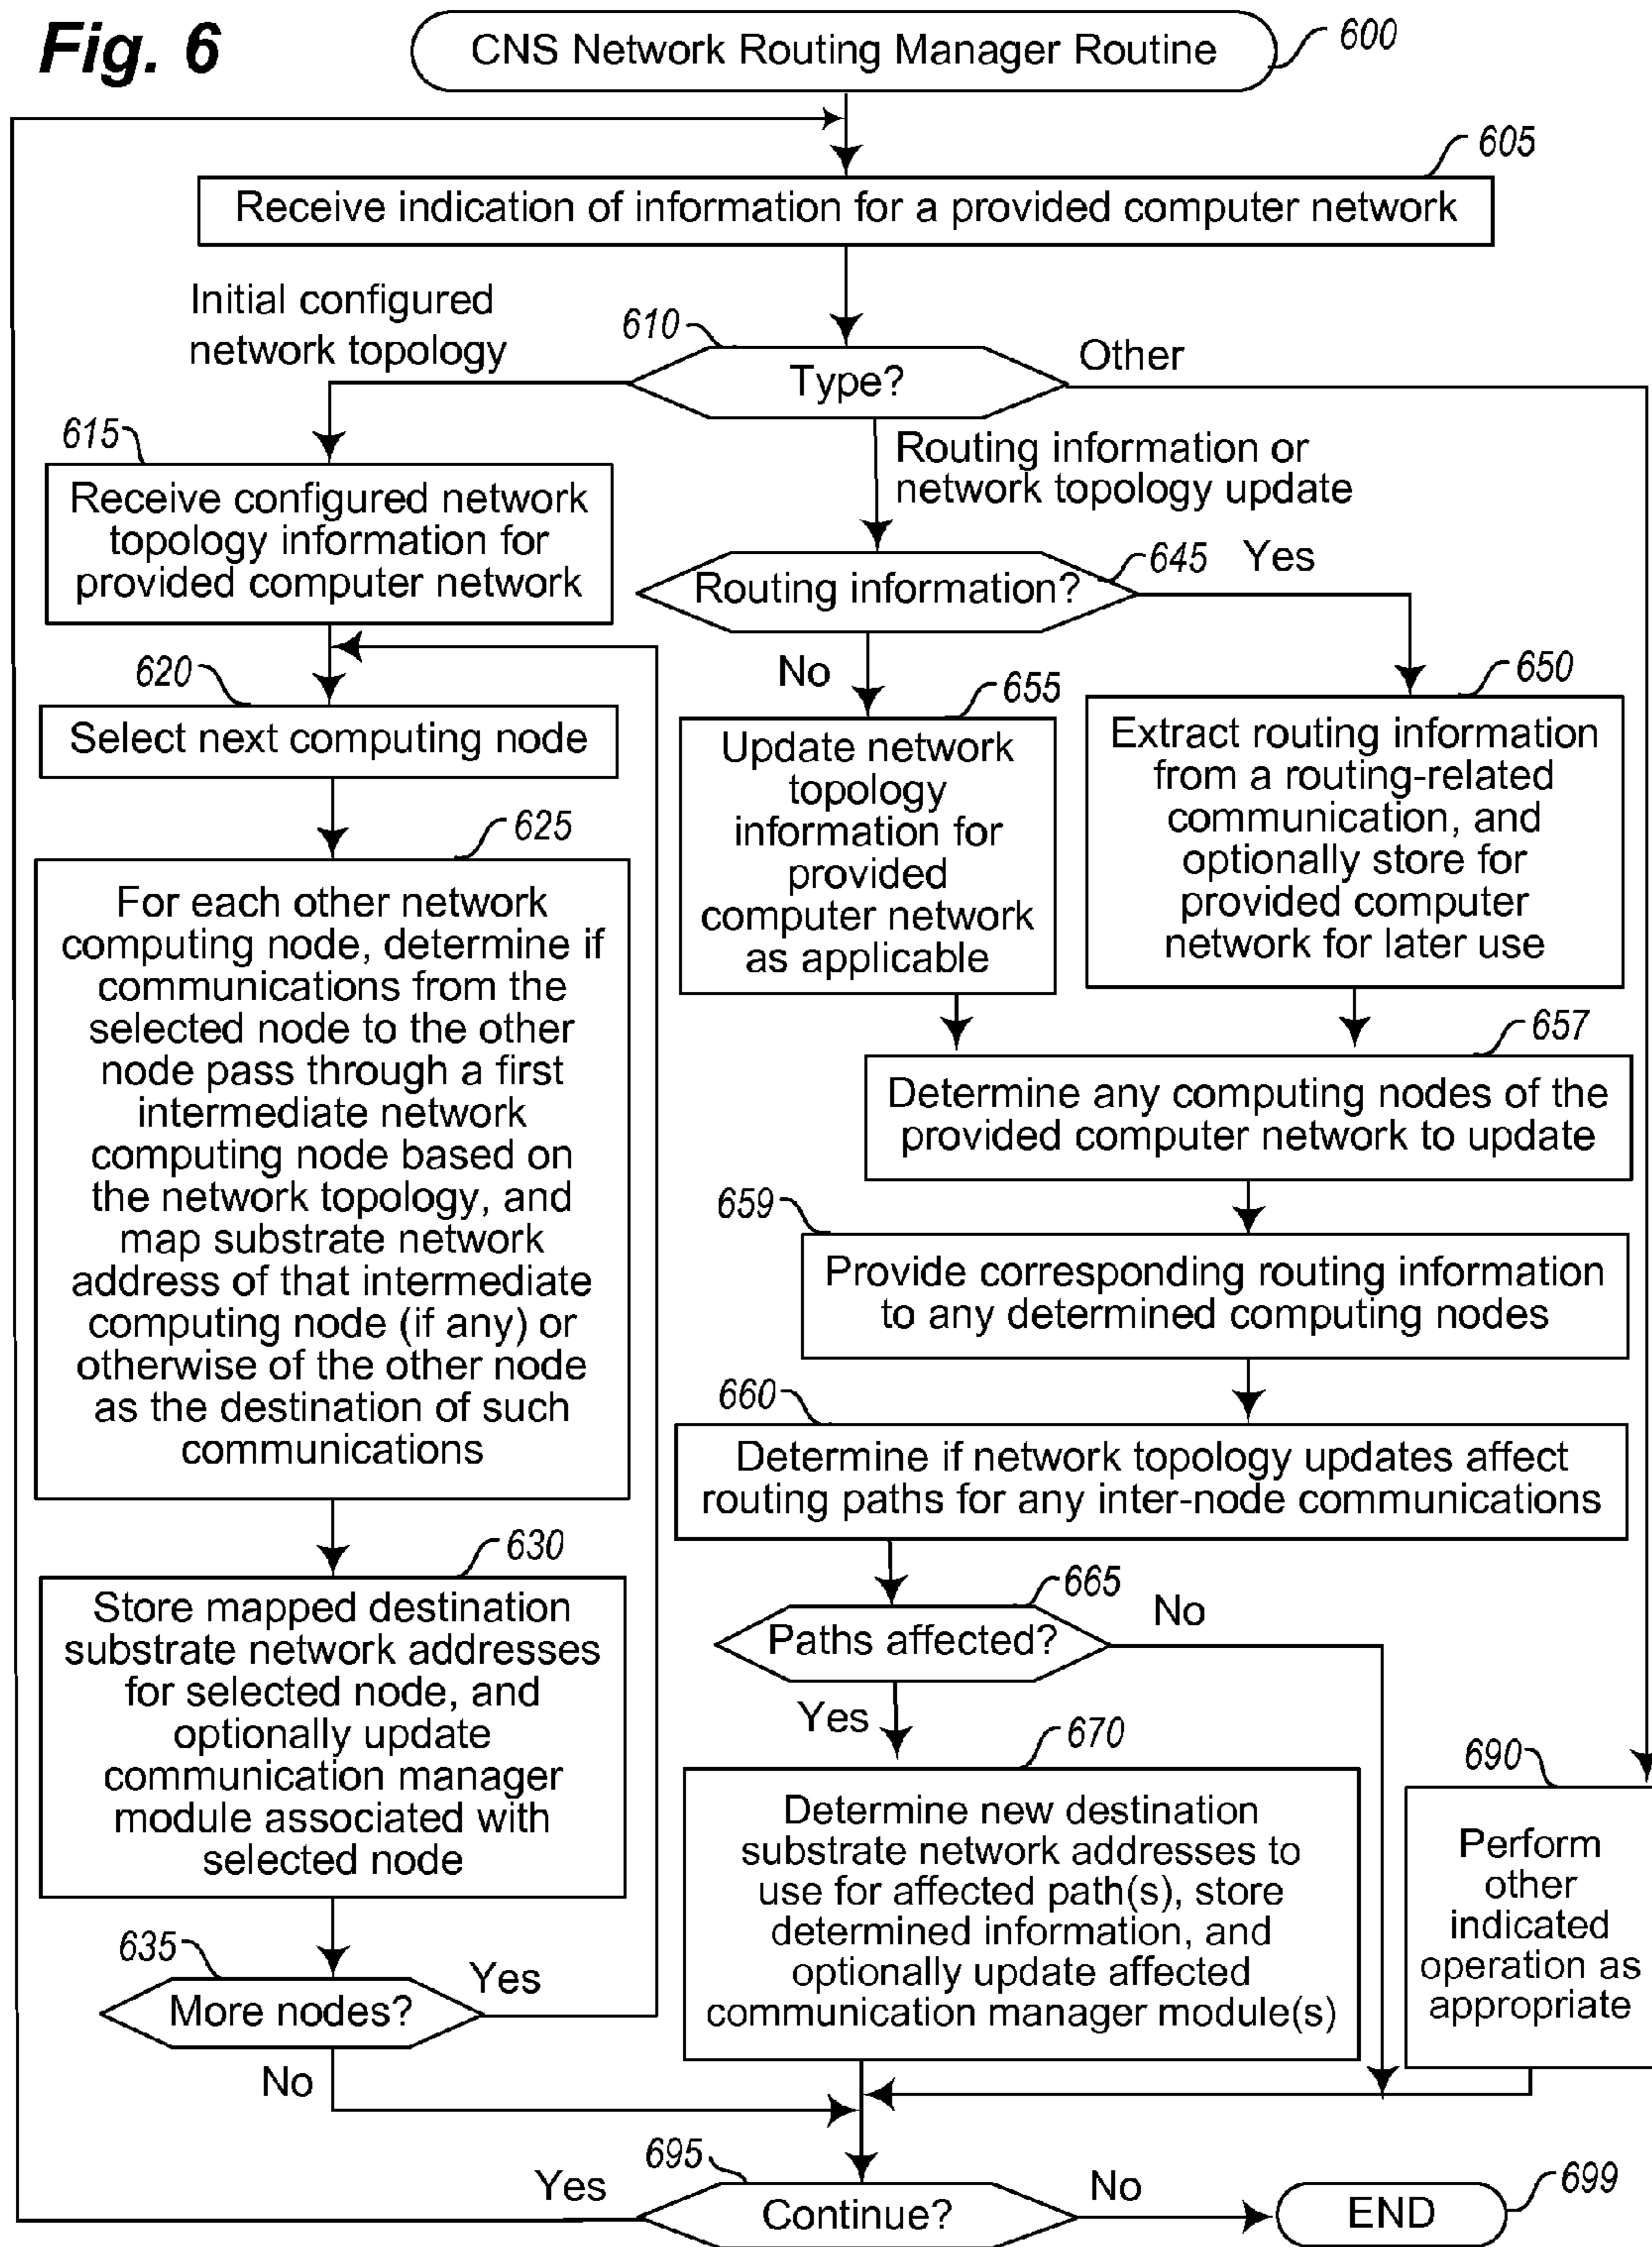 Fig. 6
CNS Network Routing Manager Routine
600
605
Receive indication of information for a provided computer network
Initial configured
network topology
610
Type?
Other
615
Receive configured network
topology information for
provided computer network
Routing information or
network topology update
Routing information?
645
Yes
No
620
Select next computing node
655
Update network
topology
information for
provided
computer network
as applicable
650
Extract routing information
from a routing-related
communication, and
optionally store for
provided computer
network for later use
625
For each other network
computing node, determine if
communications from the
selected node to the other
node pass through a first
intermediate network
computing node based on
the network topology, and
map substrate network
address of that intermediate
computing node (if any) or
otherwise of the other node
as the destination of such
communications
657
Determine any computing nodes of the
provided computer network to update
659
Provide corresponding routing information
to any determined computing nodes
660
Determine if network topology updates affect
routing paths for any inter-node communications
630
Store mapped destination
substrate network addresses
for selected node, and
optionally update
communication manager
module associated with
selected node
665
Paths affected?
No
Yes
670
Determine new destination
substrate network addresses to
use for affected path(s), store
determined information, and
optionally update affected
communication manager module(s)
690
Perform
other
indicated
operation as
appropriate
635
More nodes?
Yes
No
695
Yes
Continue?
No
END
699